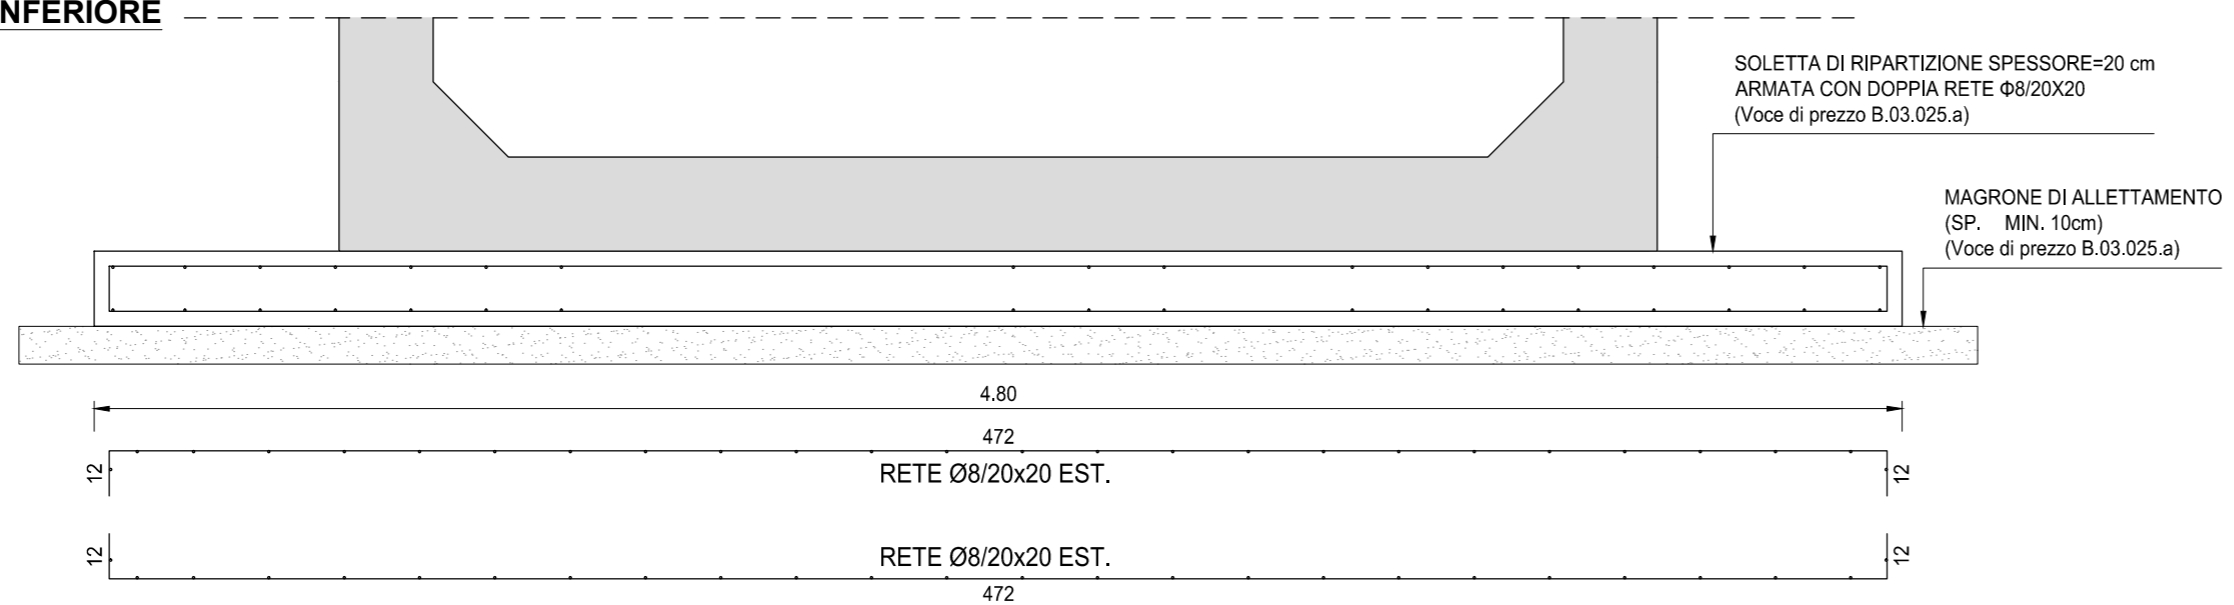 NFERIORE
SOLETTA DI RIPARTIZIONE SPESSORE=20 cm
ARMATA CON DOPPIA RETE Φ8/20X20
(Voce di prezzo B.03.025.a)
MAGRONE DI ALLETTAMENTO
(SP. MIN. 10cm)
(Voce di prezzo B.03.025.a)
4.80
472
12
RETE Ø8/20x20 EST.
12
12
RETE Ø8/20x20 EST.
12
472